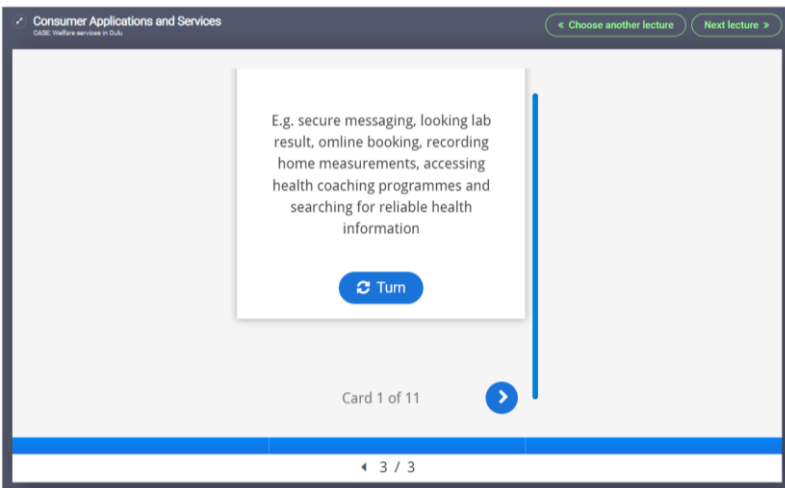 Consumer Applications and Services
CASE: Welfare services in Oulu
« Choose another lecture
Next lecture »
E.g. secure messaging, looking lab
result, omline booking, recording
home measurements, accessing
health coaching programmes and
searching for reliable health
information
Turn
Card 1 of 11
3 / 3